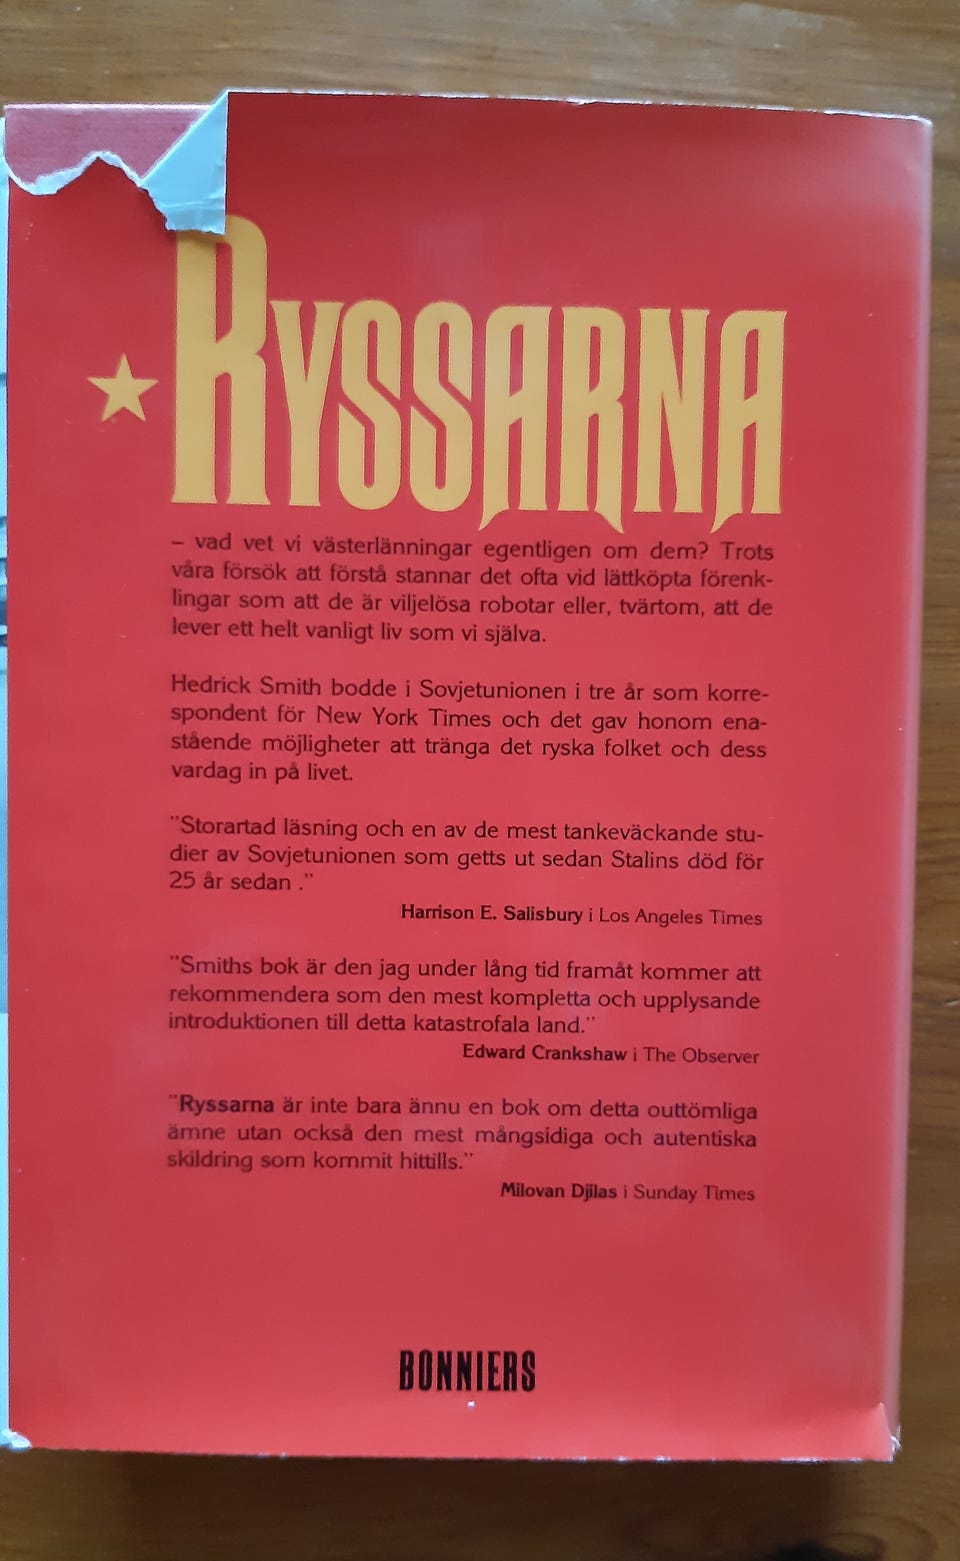 RYSSARNA
– vad vet vi västerlänningar egentligen om dem? Trots
våra försök att förstå stannar det ofta vid lättköpta förenk-
lingar som att de är viljelösa robotar eller, tvärtom, att de
lever ett helt vanligt liv som vi själva.
Hedrick Smith bodde i Sovjetunionen i tre år som korre-
spondent för New York Times och det gav honom ena-
stående möjligheter att tränga det ryska folket och dess
vardag in på livet.
"Storartad läsning och en av de mest tankeväckande stu-
dier av Sovjetunionen som getts ut sedan Stalins död för
25 år sedan ."
Harrison E. Salisbury i Los Angeles Times
"Smiths bok är den jag under lång tid framåt kommer att
rekommendera som den mest kompletta och upplysande
introduktionen till detta katastrofala land."
Edward Crankshaw i The Observer
"Ryssarna är inte bara ännu en bok om detta outtömliga
ämne utan också den mest mångsidiga och autentiska
skildring som kommit hittills."
Milovan Djilas i Sunday Times
BONNIERS